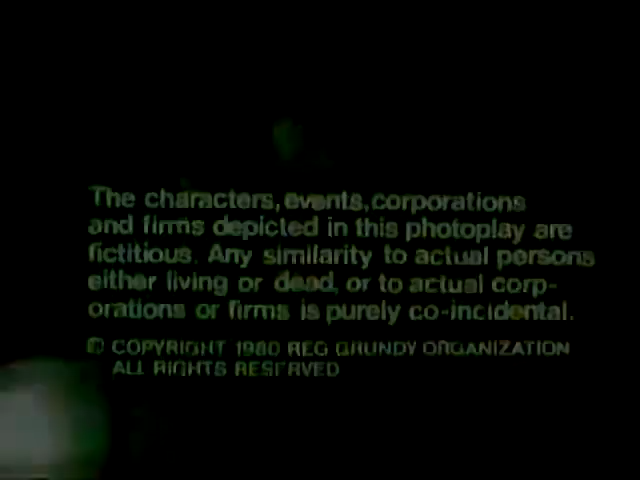 The characters, events, corporations
and firms depicted in this photoplay are
fictitious. Any similarity to actual persons
either living or dead, or to actual corp-
orations or firms is purely co-incidental.
© COPYRIGHT 1980 REG GRUNDY ORGANIZATION
ALL RIGHTS RESERVED